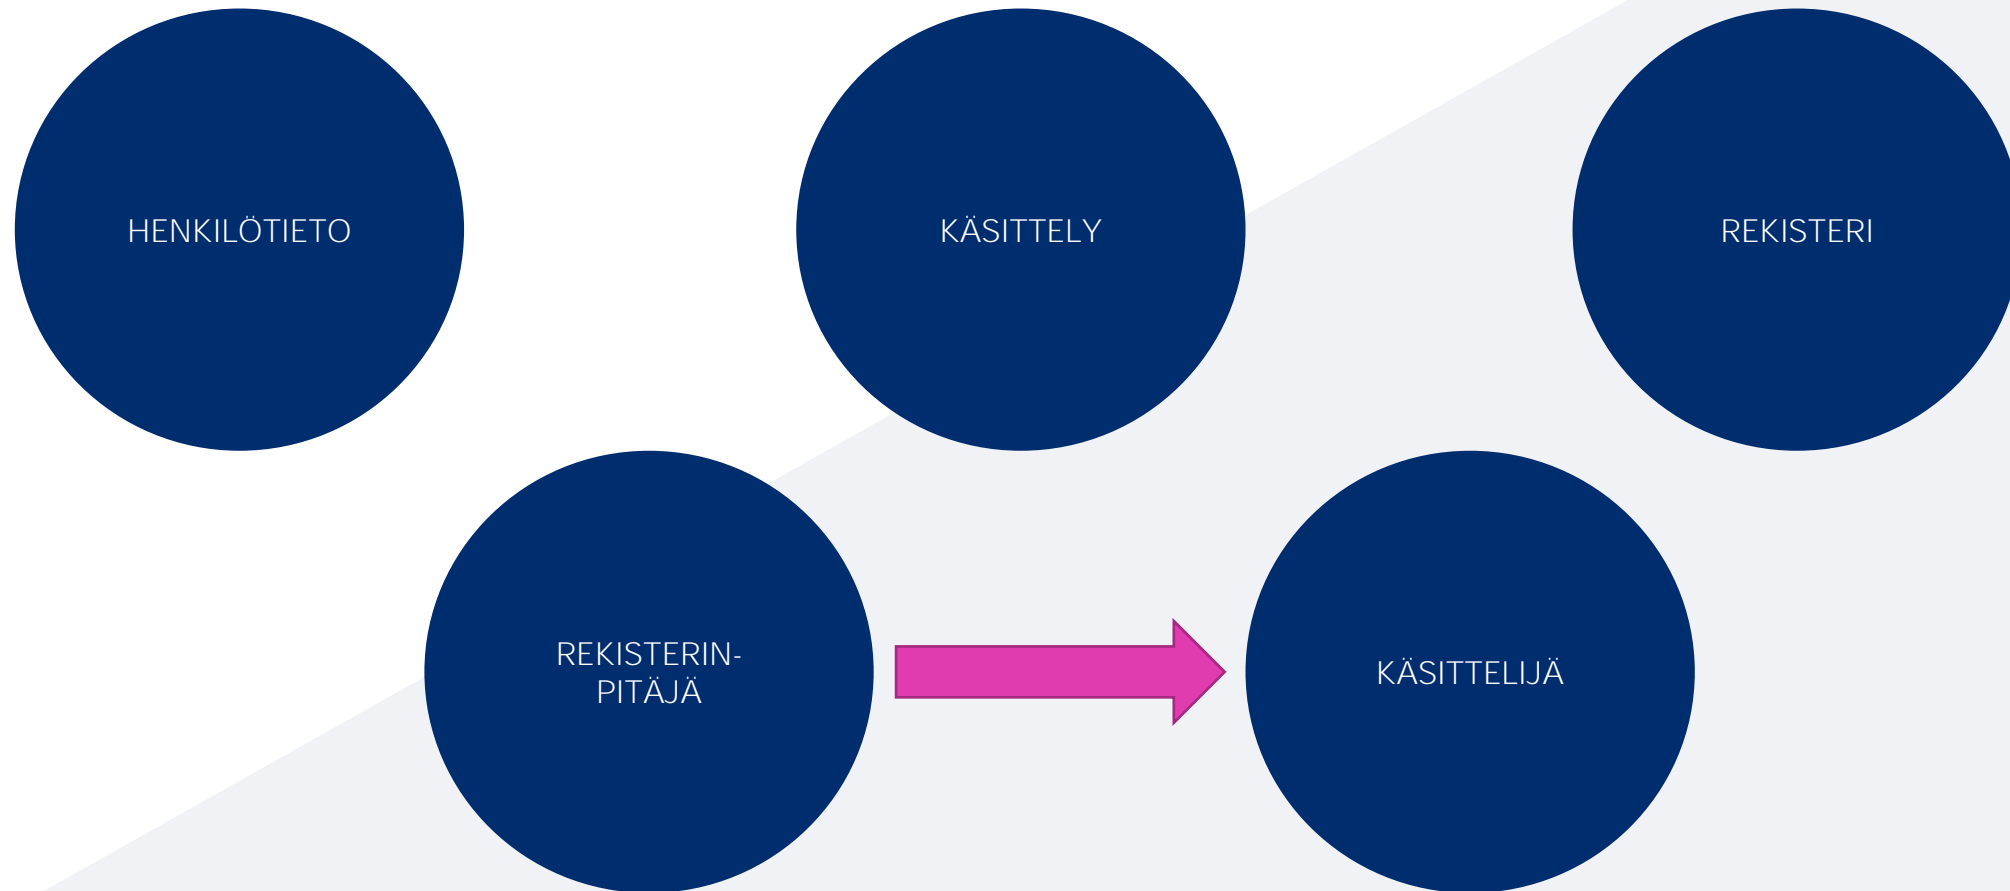 HENKILÖTIETO
KÄSITTELY
REKISTERI
REKISTERIN-
PITÄJÄ
KÄSITTELIJÄ